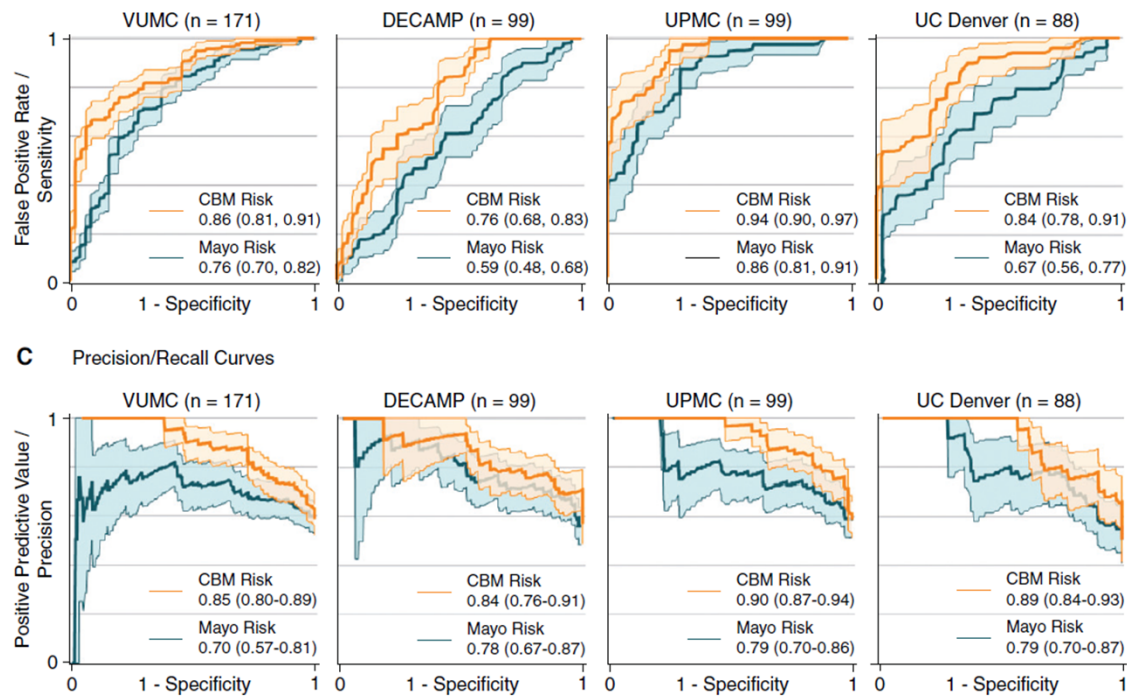 VUMC (n = 171)
DECAMP (n = 99)
UPMC (n = 99)
UC Denver (n = 88)
False Positive Rate /
Sensitivity
1
0
CBM Risk
0.86 (0.81, 0.91)
Mayo Risk
0.76 (0.70, 0.82)
CBM Risk
0.76 (0.68, 0.83)
Mayo Risk
0.59 (0.48, 0.68)
CBM Risk
0.94 (0.90, 0.97)
Mayo Risk
0.86 (0.81, 0.91)
CBM Risk
0.84 (0.78, 0.91)
Mayo Risk
0.67 (0.56, 0.77)
0 1 - Specificity 1
0 1 - Specificity 1
0 1 - Specificity 1
0 1 - Specificity 1
C Precision/Recall Curves
VUMC (n = 171)
DECAMP (n = 99)
UPMC (n = 99)
UC Denver (n = 88)
Positive Predictive Value /
Precision
1
0
CBM Risk
0.85 (0.80-0.89)
Mayo Risk
0.70 (0.57-0.81)
CBM Risk
0.84 (0.76-0.91)
Mayo Risk
0.78 (0.67-0.87)
CBM Risk
0.90 (0.87-0.94)
Mayo Risk
0.79 (0.70-0.86)
CBM Risk
0.89 (0.84-0.93)
Mayo Risk
0.79 (0.70-0.87)
0 1 - Specificity 1
0 1 - Specificity 1
0 1 - Specificity 1
0 1 - Specificity 1